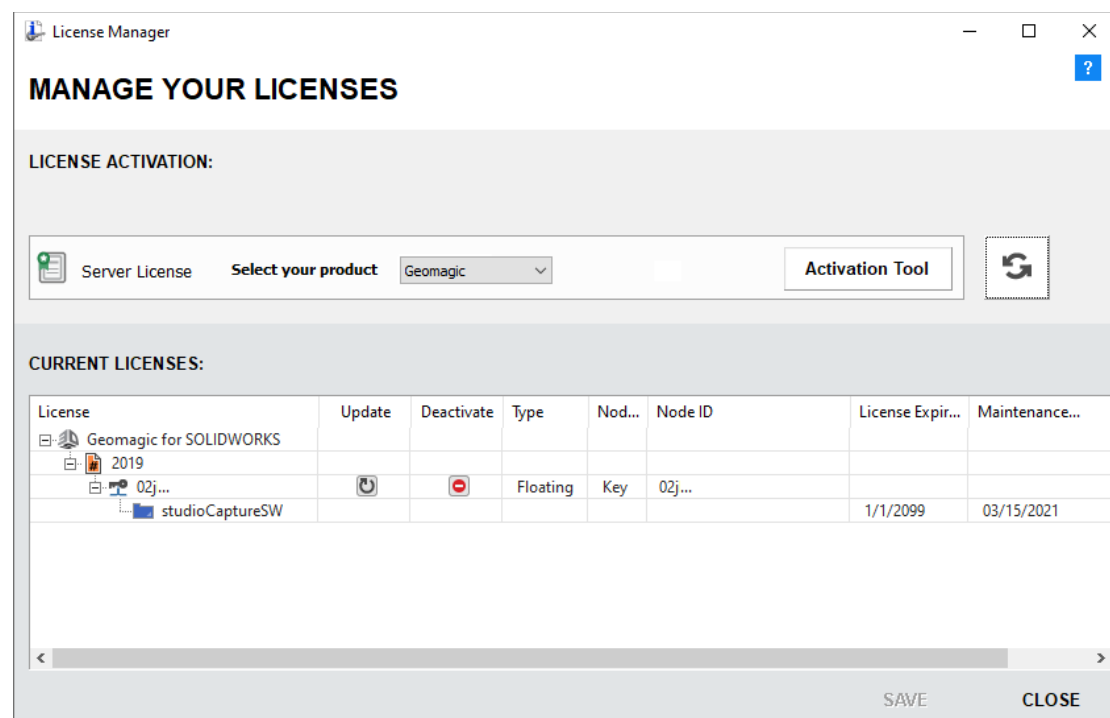 License Manager
?
MANAGE YOUR LICENSES
LICENSE ACTIVATION:
Server License Select your product Geomagic Activation Tool
CURRENT LICENSES:
License Update Deactivate Type Nod... Node ID License Expir... Maintenance...
Geomagic for SOLIDWORKS
# 2019
02j... Floating Key 02j...
studioCaptureSW 1/1/2099 03/15/2021
SAVE CLOSE